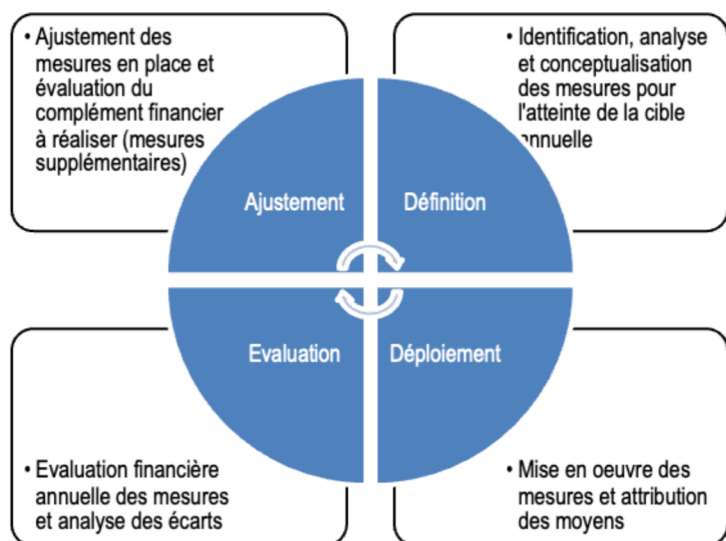 • Ajustement des
mesures en place et
évaluation du
complément financier
à réaliser (mesures
supplémentaires)
• Identification, analyse
et conceptualisation
des mesures pour
l'atteinte de la cible
annuelle
Ajustement
Définition
Evaluation
Déploiement
• Evaluation financière
annuelle des mesures
et analyse des écarts
• Mise en oeuvre des
mesures et attribution
des moyens